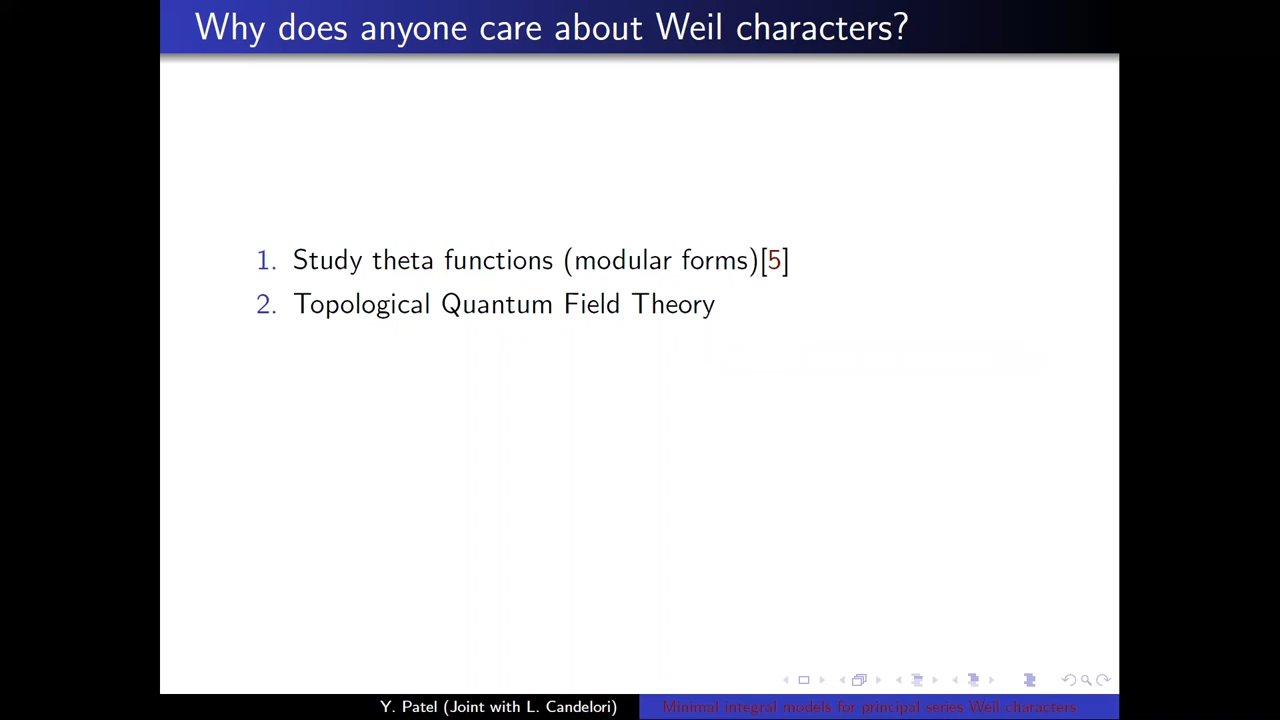 Why does anyone care about Weil characters?
1. Study theta functions (modular forms)[5]
2. Topological Quantum Field Theory
Y. Patel (Joint with L. Candelori)
Minimal integral models for principal series Weil characters